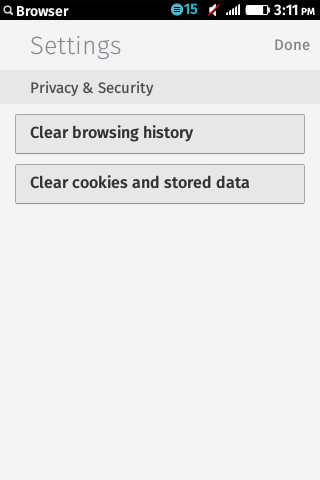 Browser 15 3:11 PM
Settings Done
Privacy & Security
Clear browsing history
Clear cookies and stored data